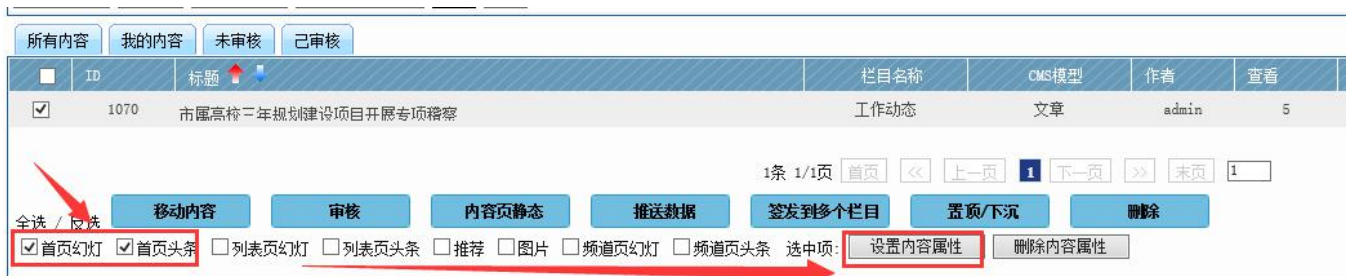 所有内容 我的内容 未审核 己审核
ID 标题 栏目名称 CMS模型 作者 查看
1070 市属高校三年规划建设项目开展专项稽察 工作动态 文章 admin 5
1条 1/1页 首页 << 上一页 1 下一页 >> 末页 1
全选 / 反选 移动内容 审核 内容页静态 推送数据 签发到多个栏目 置顶/下沉 删除
首页幻灯 首页头条 列表页幻灯 列表页头条 推荐 图片 频道页幻灯 频道页头条 选中项: 设置内容属性 删除内容属性